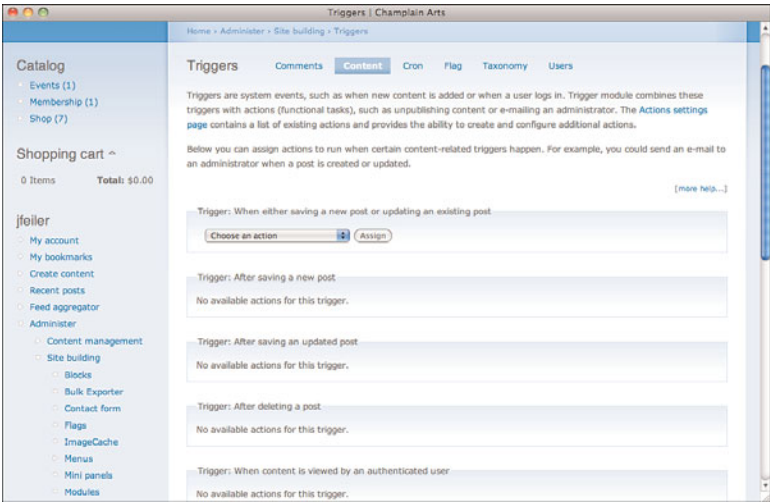 Triggers | Champlain Arts
Home › Administer › Site building › Triggers
Catalog
Events (1)
Membership (1)
Shop (7)
Shopping cart
0 Items Total: $0.00
jfeiler
My account
My bookmarks
Create content
Recent posts
Feed aggregator
Administer
Content management
Site building
Blocks
Bulk Exporter
Contact form
Flags
ImageCache
Menus
Mini panels
Modules
Triggers Comments Content Cron Flag Taxonomy Users
Triggers are system events, such as when new content is added or when a user logs in. Trigger module combines these
triggers with actions (functional tasks), such as unpublishing content or e-mailing an administrator. The Actions settings
page contains a list of existing actions and provides the ability to create and configure additional actions.
Below you can assign actions to run when certain content-related triggers happen. For example, you could send an e-mail to
an administrator when a post is created or updated.
[more help...]
Trigger: When either saving a new post or updating an existing post
Choose an action Assign
Trigger: After saving a new post
No available actions for this trigger.
Trigger: After saving an updated post
No available actions for this trigger.
Trigger: After deleting a post
No available actions for this trigger.
Trigger: When content is viewed by an authenticated user
No available actions for this trigger.